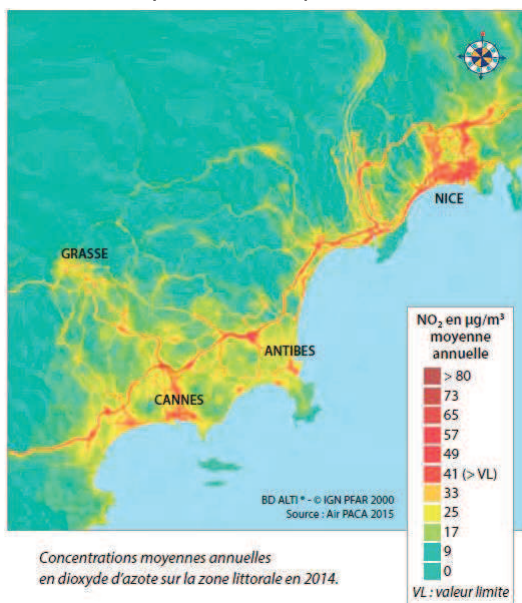 NICE
GRASSE
ANTIBES
CANNES
NO₂ en µg/m³
moyenne
annuelle
> 80
73
65
57
49
41 (> VL)
33
25
17
9
0
VL : valeur limite
BD ALTI ® - © IGN PFAR 2000
Source : Air PACA 2015
Concentrations moyennes annuelles
en dioxyde d'azote sur la zone littorale en 2014.